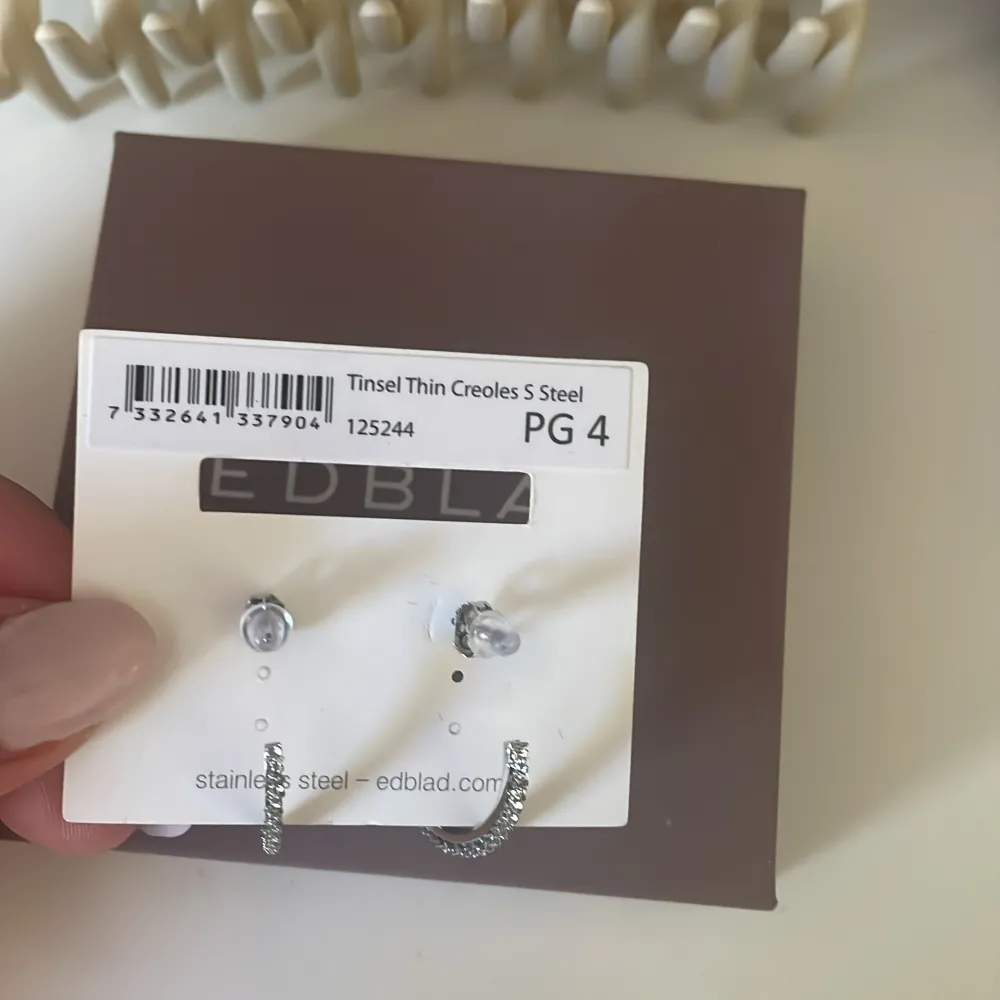 Tinsel Thin Creoles S Steel
7 332641 337904
125244
PG 4
EDBLA
stainless steel – edblad.com